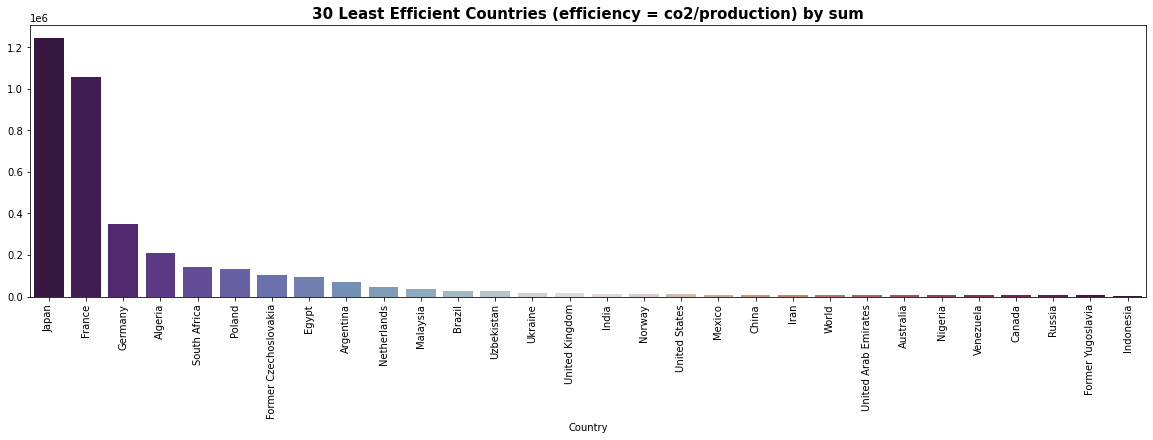 30 Least Efficient Countries (efficiency = co2/production) by sum
1e6
1.2
1.0
0.8
0.6
0.4
0.2
0.0
Japan
France
Germany
Algeria
South Africa
Poland
Former Czechoslovakia
Egypt
Argentina
Netherlands
Malaysia
Brazil
Uzbekistan
Ukraine
United Kingdom
India
Norway
United States
Mexico
China
Iran
World
United Arab Emirates
Australia
Nigeria
Venezuela
Canada
Russia
Former Yugoslavia
Indonesia
Country